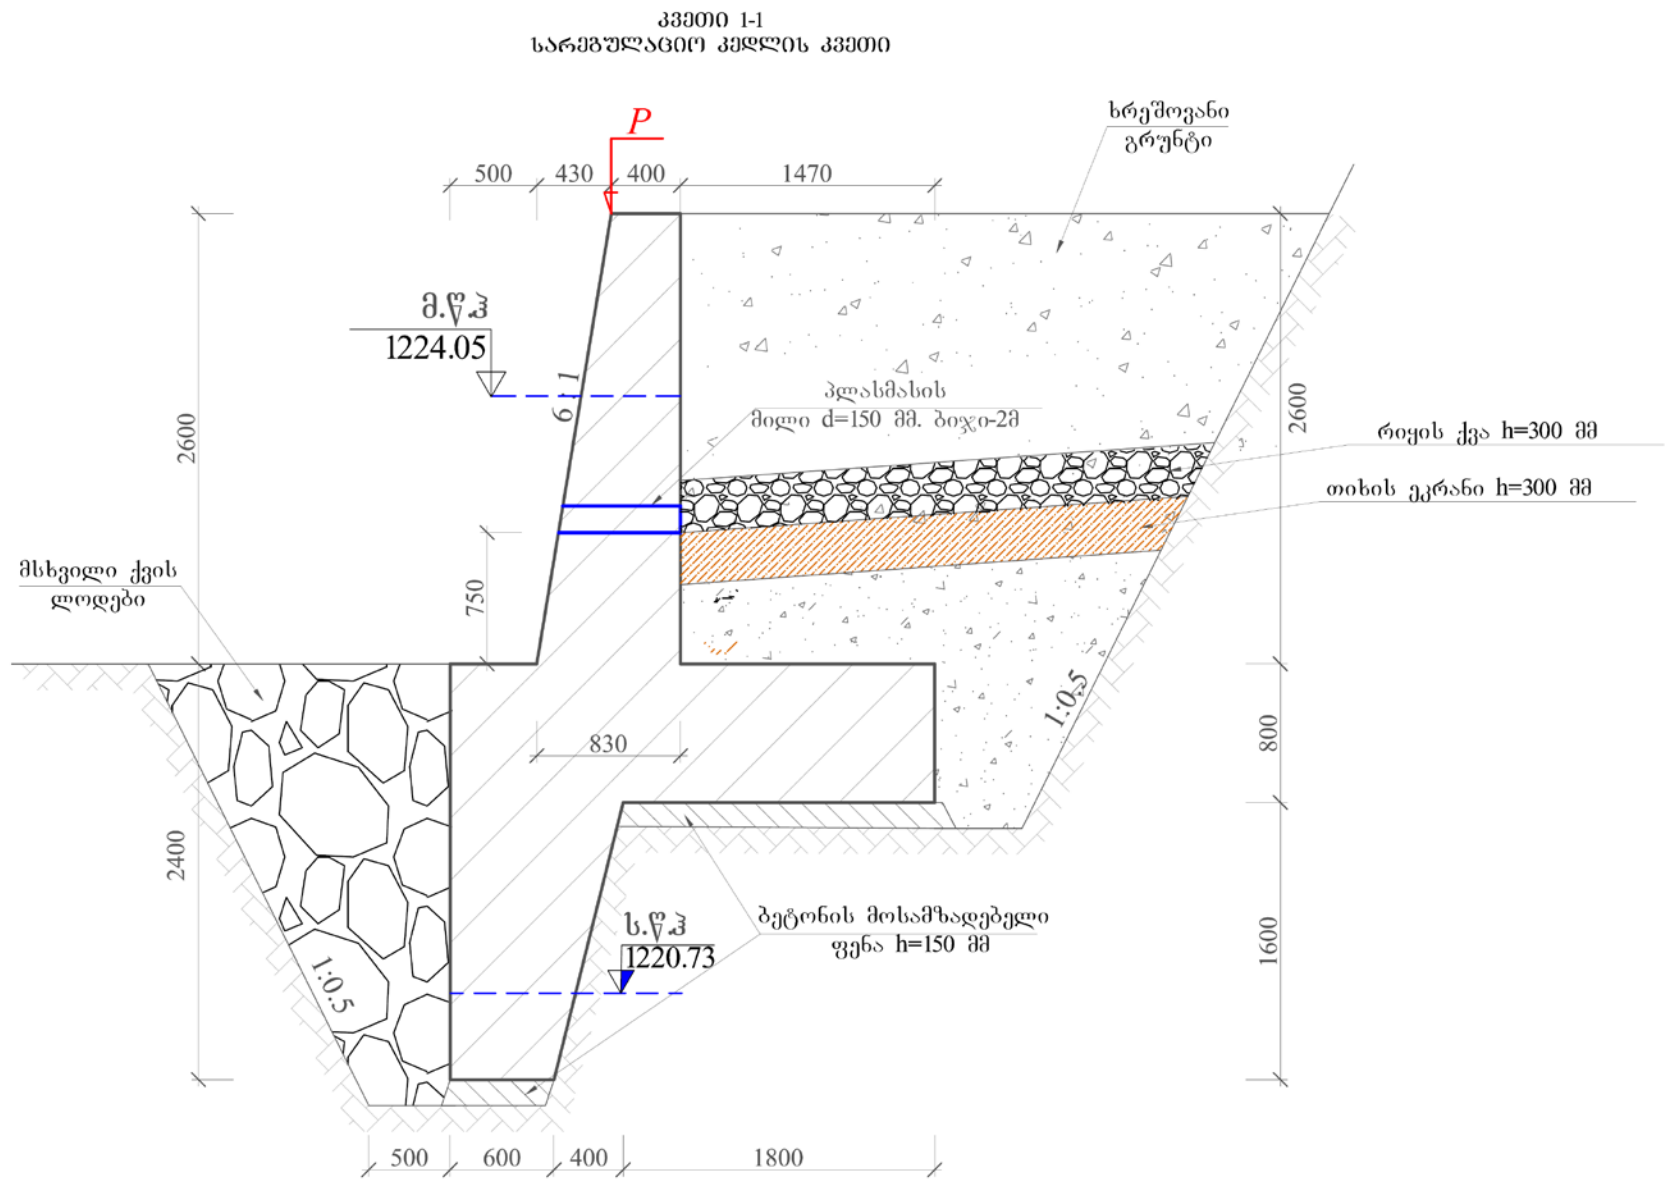 კვეთი 1-1
სარეგულაციო კედლის კვეთი
P
ხრეშოვანი
გრუნტი
500 430 400 1470
მ.წ.ჰ
1224.05
6 : 1
პლასმასის
მილი d=150 მმ. ბიჯი-2მ
2600
2600
რიყის ქვა h=300 მმ
თიხის ეკრანი h=300 მმ
მსხვილი ქვის
ლოდები
750
1:0.5
830
800
2400
ს.წ.ჰ
1220.73
ბეტონის მოსამზადებელი
ფენა h=150 მმ
1600
1:0.5
500 600 400 1800